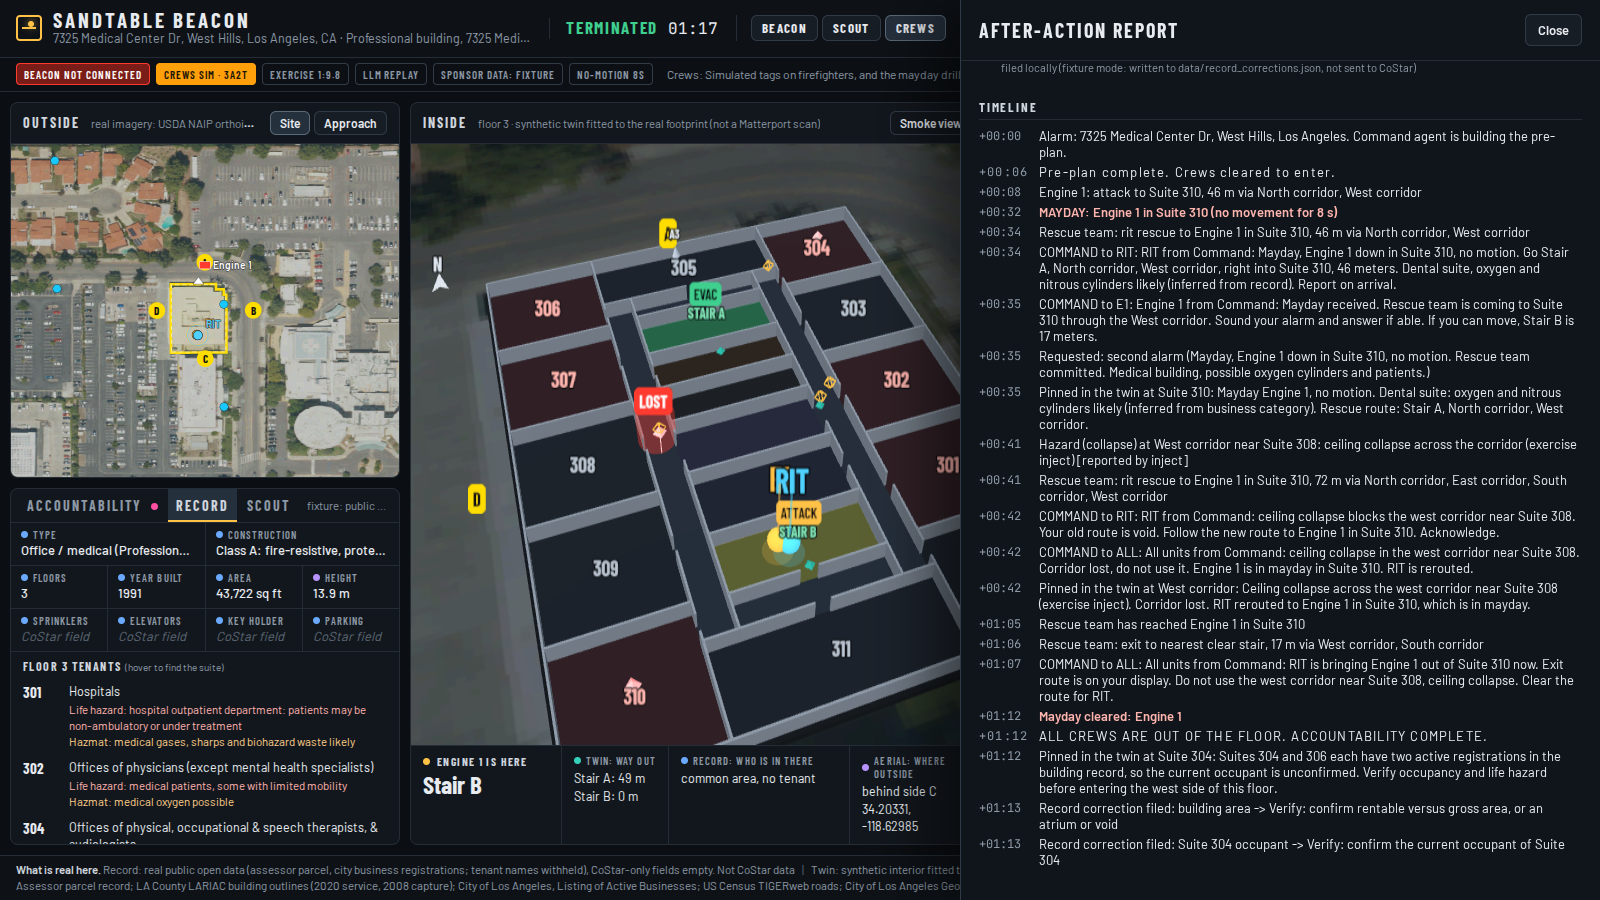 SANDTABLE BEACON
7325 Medical Center Dr, West Hills, Los Angeles, CA · Professional building, 7325 Medi...
TERMINATED 01:17
BEACON SCOUT CREWS
BEACON NOT CONNECTED
CREWS SIM · 3A2T
EXERCISE 1:9.8
LLM REPLAY
SPONSOR DATA: FIXTURE
NO-MOTION 8S
Crews: Simulated tags on firefighters, and the mayday drill
OUTSIDE real imagery: USDA NAIP orthoi...
Site Approach
Engine 1
D
B
RIT
C
ACCOUNTABILITY RECORD SCOUT fixture: public ...
TYPE
Office / medical (Profession...
CONSTRUCTION
Class A: fire-resistive, prote...
FLOORS
3
YEAR BUILT
1991
AREA
43,722 sq ft
HEIGHT
13.9 m
SPRINKLERS
CoStar field
ELEVATORS
CoStar field
KEY HOLDER
CoStar field
PARKING
CoStar field
FLOOR 3 TENANTS (hover to find the suite)
301 Hospitals
Life hazard: hospital outpatient department: patients may be
non-ambulatory or under treatment
Hazmat: medical gases, sharps and biohazard waste likely
302 Offices of physicians (except mental health specialists)
Life hazard: medical patients, some with limited mobility
Hazmat: medical oxygen possible
304 Offices of physical, occupational & speech therapists, &
audiologists
INSIDE floor 3 · synthetic twin fitted to the real footprint (not a Matterport scan)
Smoke view
N
A3
304
305
306
EVAC
STAIR A
303
307
302
LOST
308
301
D
RIT
ATTACK
STAIR B
309
311
310
ENGINE 1 IS HERE
Stair B
TWIN: WAY OUT
Stair A: 49 m
Stair B: 0 m
RECORD: WHO IS IN THERE
common area, no tenant
AERIAL: WHERE
OUTSIDE
behind side C
34.20331,
-118.62985
What is real here. Record: real public open data (assessor parcel, city business registrations; tenant names withheld), CoStar-only fields empty. Not CoStar data | Twin: synthetic interior fitted t
Assessor parcel record; LA County LARIAC building outlines (2020 service, 2008 capture); City of Los Angeles, Listing of Active Businesses; US Census TIGERweb roads; City of Los Angeles Geo
AFTER-ACTION REPORT
Close
filed locally (fixture mode: written to data/record_corrections.json, not sent to CoStar)
TIMELINE
+00:00 Alarm: 7325 Medical Center Dr, West Hills, Los Angeles. Command agent is building the pre-
plan.
+00:06 Pre-plan complete. Crews cleared to enter.
+00:08 Engine 1: attack to Suite 310, 46 m via North corridor, West corridor
+00:32 MAYDAY: Engine 1 in Suite 310 (no movement for 8 s)
+00:34 Rescue team: rit rescue to Engine 1 in Suite 310, 46 m via North corridor, West corridor
+00:34 COMMAND to RIT: RIT from Command: Mayday, Engine 1 down in Suite 310, no motion. Go Stair
A, North corridor, West corridor, right into Suite 310, 46 meters. Dental suite, oxygen and
nitrous cylinders likely (inferred from record). Report on arrival.
+00:35 COMMAND to E1: Engine 1 from Command: Mayday received. Rescue team is coming to Suite
310 through the West corridor. Sound your alarm and answer if able. If you can move, Stair B is
17 meters.
+00:35 Requested: second alarm (Mayday, Engine 1 down in Suite 310, no motion. Rescue team
committed. Medical building, possible oxygen cylinders and patients.)
+00:35 Pinned in the twin at Suite 310: Mayday Engine 1, no motion. Dental suite: oxygen and nitrous
cylinders likely (inferred from business category). Rescue route: Stair A, North corridor, West
corridor.
+00:41 Hazard (collapse) at West corridor near Suite 308: ceiling collapse across the corridor (exercise
inject) [reported by inject]
+00:41 Rescue team: rit rescue to Engine 1 in Suite 310, 72 m via North corridor, East corridor, South
corridor, West corridor
+00:42 COMMAND to RIT: RIT from Command: ceiling collapse blocks the west corridor near Suite 308.
Your old route is void. Follow the new route to Engine 1 in Suite 310. Acknowledge.
+00:42 COMMAND to ALL: All units from Command: ceiling collapse in the west corridor near Suite 308.
Corridor lost, do not use it. Engine 1 is in mayday in Suite 310. RIT is rerouted.
+00:42 Pinned in the twin at West corridor: Ceiling collapse across the west corridor near Suite 308
(exercise inject). Corridor lost. RIT rerouted to Engine 1 in Suite 310, which is in mayday.
+01:05 Rescue team has reached Engine 1 in Suite 310
+01:06 Rescue team: exit to nearest clear stair, 17 m via West corridor, South corridor
+01:07 COMMAND to ALL: All units from Command: RIT is bringing Engine 1 out of Suite 310 now. Exit
route is on your display. Do not use the west corridor near Suite 308, ceiling collapse. Clear the
route for RIT.
+01:12 Mayday cleared: Engine 1
+01:12 ALL CREWS ARE OUT OF THE FLOOR. ACCOUNTABILITY COMPLETE.
+01:12 Pinned in the twin at Suite 304: Suites 304 and 306 each have two active registrations in the
building record, so the current occupant is unconfirmed. Verify occupancy and life hazard
before entering the west side of this floor.
+01:13 Record correction filed: building area -> Verify: confirm rentable versus gross area, or an
atrium or void
+01:13 Record correction filed: Suite 304 occupant -> Verify: confirm the current occupant of Suite
304